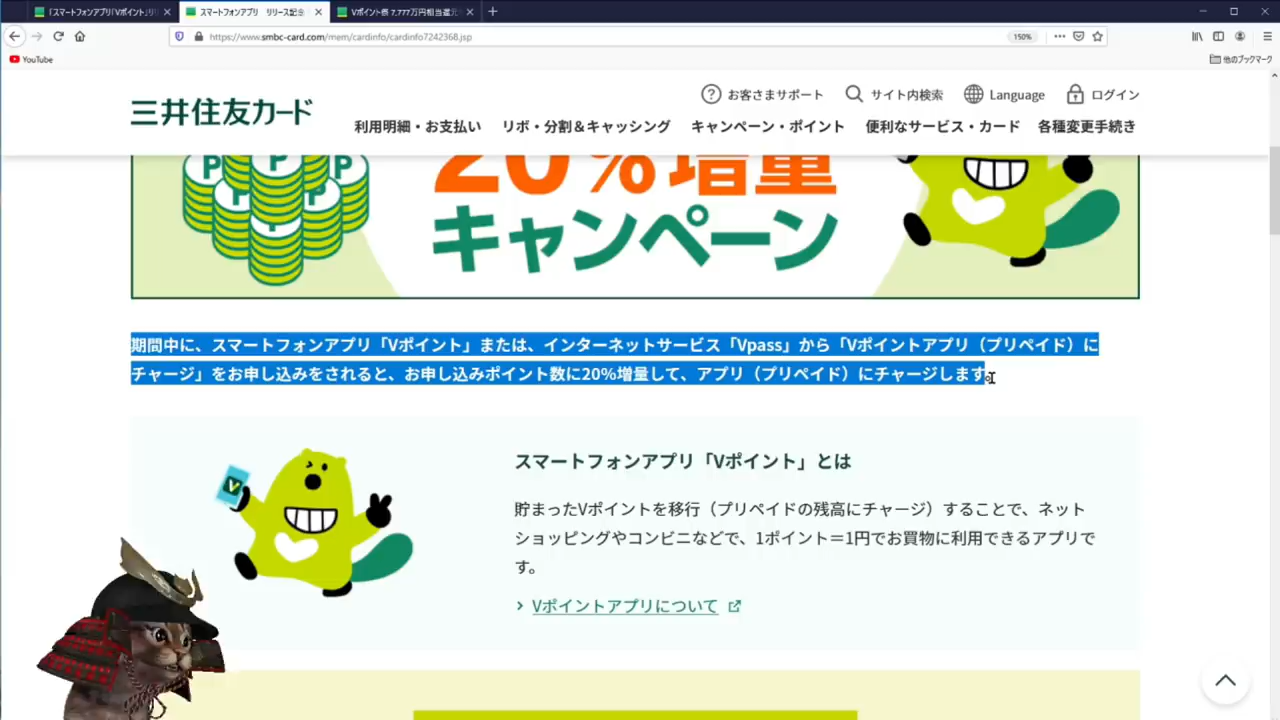 「スマートフォンアプリ「Vポイント」リリ
スマートフォンアプリ リリース記念
Vポイント祭 7,777万円相当還元
https://www.smbc-card.com/mem/cardinfo/cardinfo7242368.jsp
150%
YouTube
他のブックマーク
三井住友カード
お客さまサポート
サイト内検索
Language
ログイン
利用明細・お支払い
リボ・分割＆キャッシング
キャンペーン・ポイント
便利なサービス・カード
各種変更手続き
P P P
P P
20%増量
キャンペーン
期間中に、スマートフォンアプリ「Vポイント」または、インターネットサービス「Vpass」から「Vポイントアプリ（プリペイド）に
チャージ」をお申し込みをされると、お申し込みポイント数に20%増量して、アプリ（プリペイド）にチャージします。
V
スマートフォンアプリ「Vポイント」とは
貯まったVポイントを移行（プリペイドの残高にチャージ）することで、ネット
ショッピングやコンビニなどで、1ポイント＝1円でお買物に利用できるアプリで
す。
Vポイントアプリについて